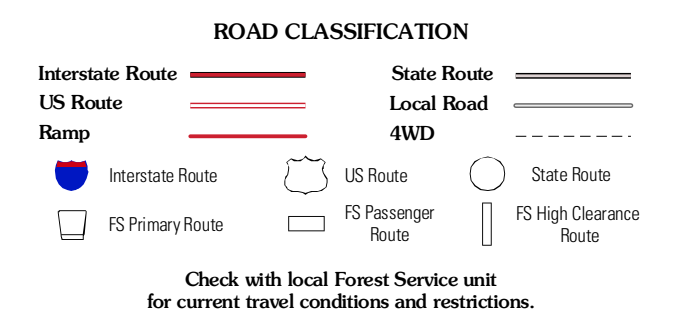 ROAD CLASSIFICATION
Interstate Route
State Route
US Route
Local Road
Ramp
4WD
Interstate Route
US Route
State Route
FS Primary Route
FS Passenger
Route
FS High Clearance
Route
Check with local Forest Service unit
for current travel conditions and restrictions.